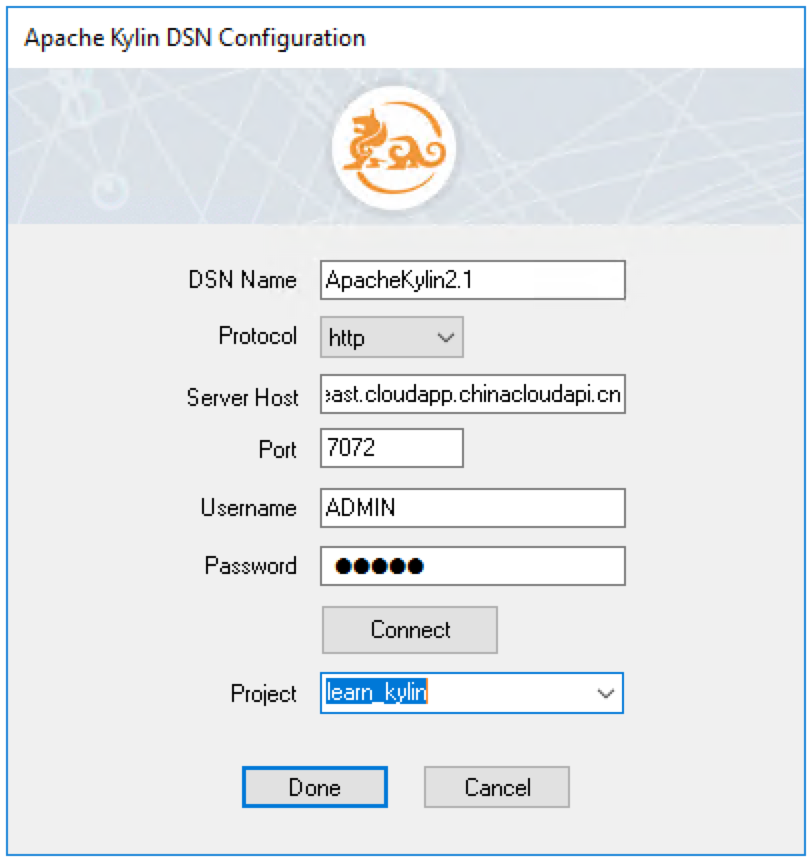 Apache Kylin DSN Configuration
DSN Name ApacheKylin2.1
Protocol http
Server Host east.cloudapp.chinacloudapi.cn
Port 7072
Username ADMIN
Password ●●●●●
Connect
Project learn_kylin
Done Cancel